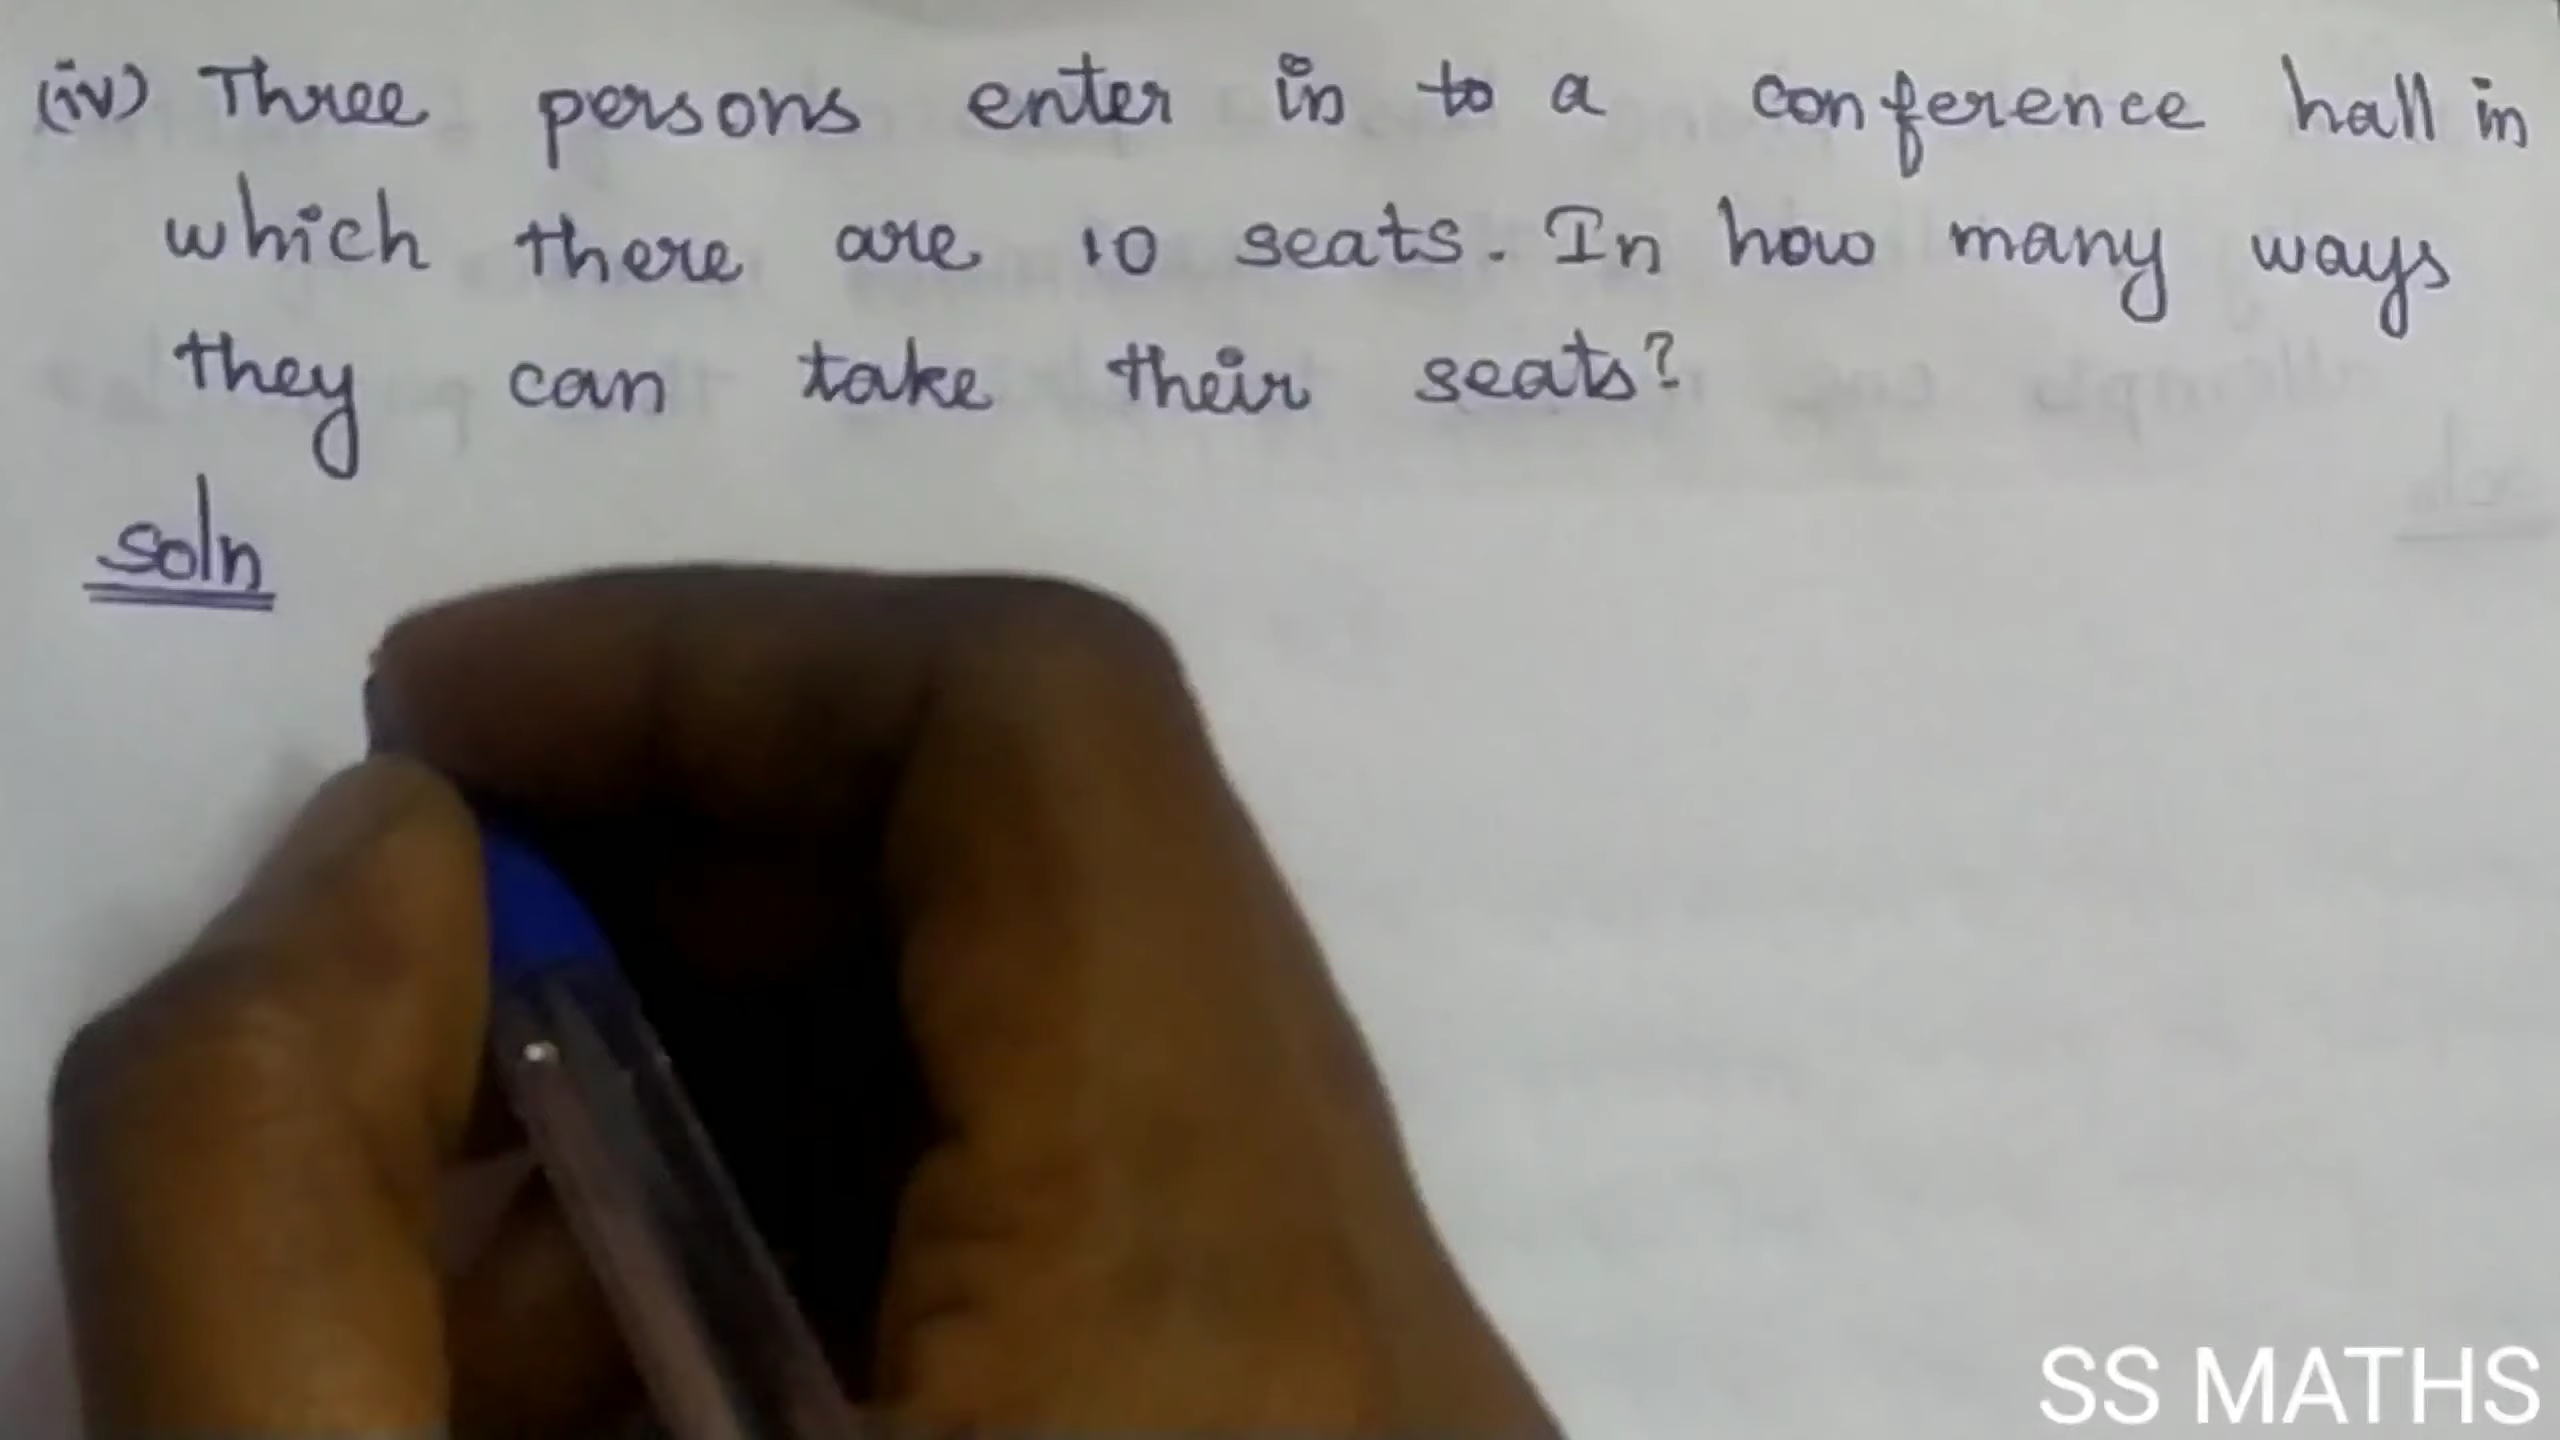 (iv) Three persons enter in to a conference hall in
which there are 10 seats. In how many ways
they can take their seats?
Soln
SS MATHS